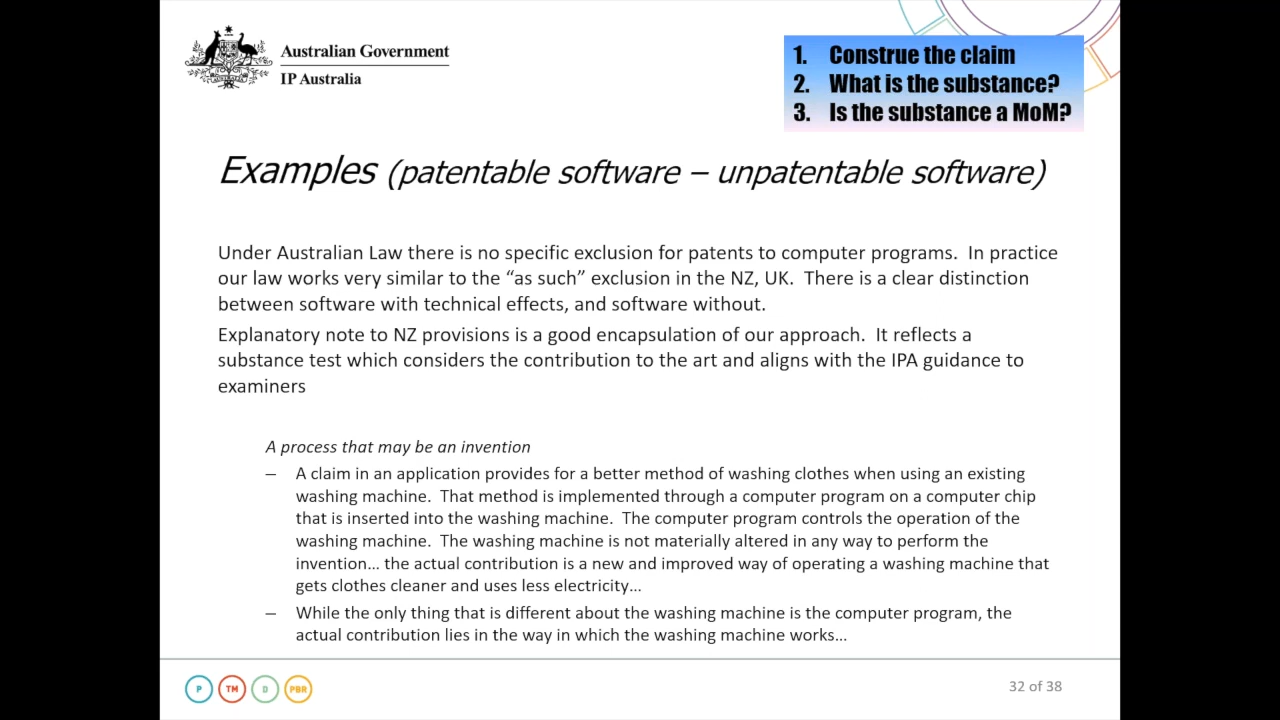 Australian Government
IP Australia
1. Construe the claim
2. What is the substance?
3. Is the substance a MoM?
Examples (patentable software – unpatentable software)
Under Australian Law there is no specific exclusion for patents to computer programs.  In practice
our law works very similar to the “as such” exclusion in the NZ, UK.  There is a clear distinction
between software with technical effects, and software without.
Explanatory note to NZ provisions is a good encapsulation of our approach.  It reflects a
substance test which considers the contribution to the art and aligns with the IPA guidance to
examiners
A process that may be an invention
– A claim in an application provides for a better method of washing clothes when using an existing
washing machine.  That method is implemented through a computer program on a computer chip
that is inserted into the washing machine.  The computer program controls the operation of the
washing machine.  The washing machine is not materially altered in any way to perform the
invention… the actual contribution is a new and improved way of operating a washing machine that
gets clothes cleaner and uses less electricity…
– While the only thing that is different about the washing machine is the computer program, the
actual contribution lies in the way in which the washing machine works…
P TM D PBR
32 of 38